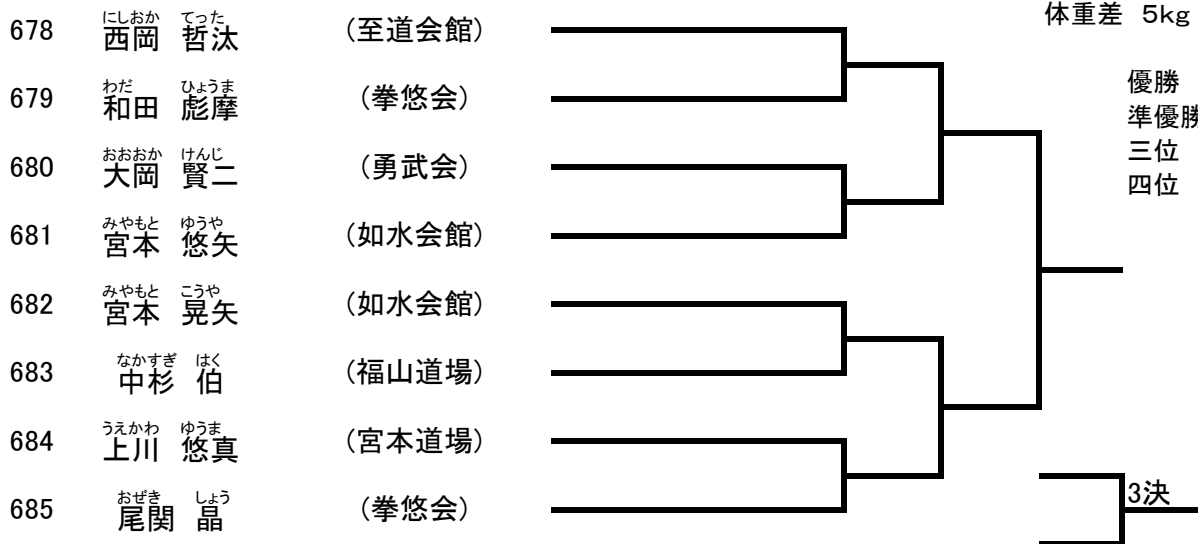 体重差 5kg
にしおか てった
678 西岡 哲汰 (至道会館)
わだ ひょうま
679 和田 彪摩 (拳悠会)
優勝
準優勝
おおおか けんじ
680 大岡 賢二 (勇武会)
三位
四位
みやもと ゆうや
681 宮本 悠矢 (如水会館)
みやもと こうや
682 宮本 晃矢 (如水会館)
なかすぎ はく
683 中杉 伯 (福山道場)
うえかわ ゆうま
684 上川 悠真 (宮本道場)
おぜき しょう
685 尾関 晶 (拳悠会)
3決